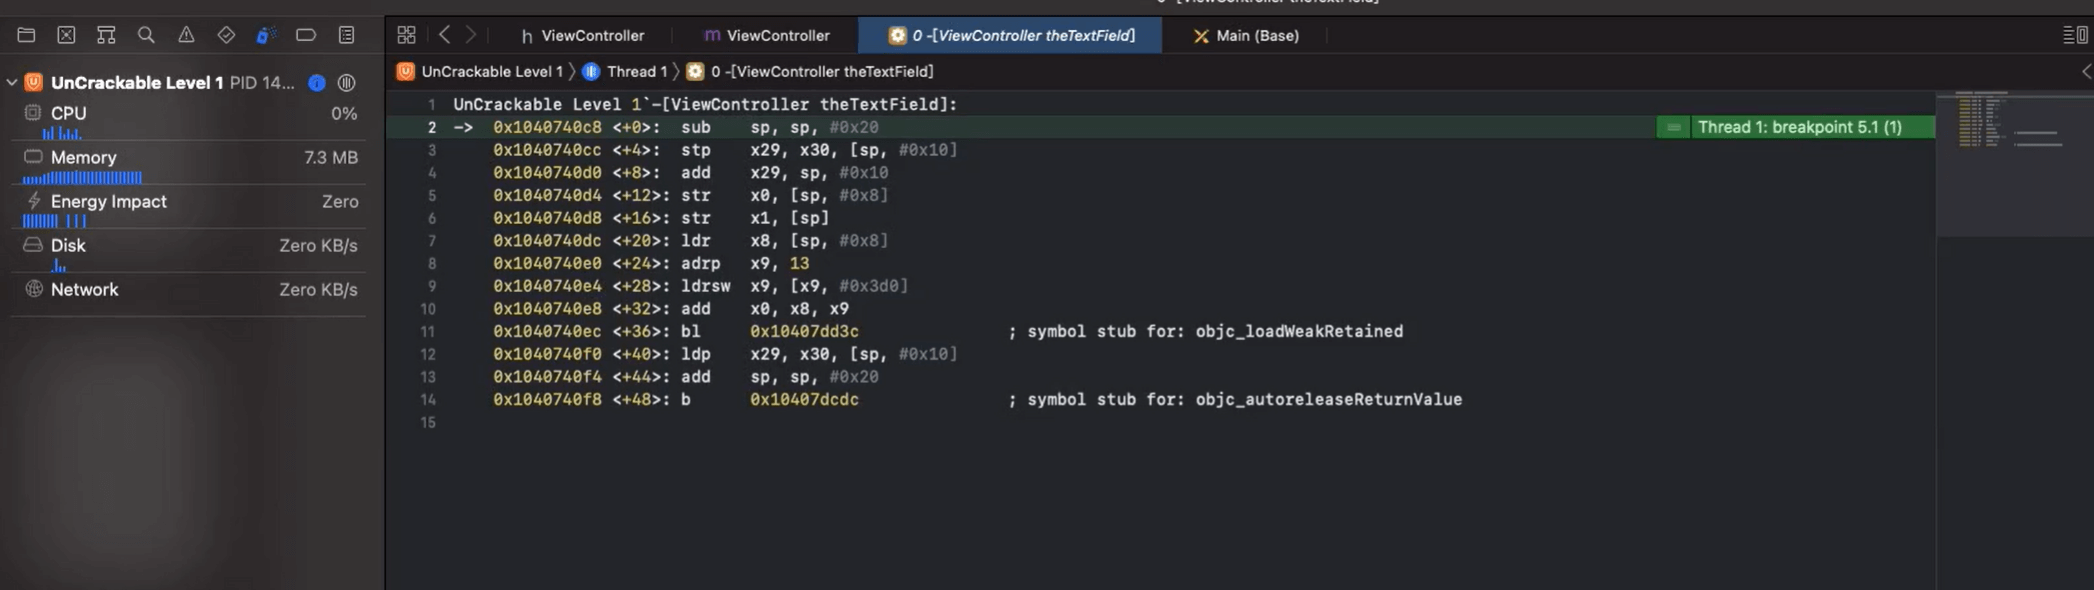 UnCrackable Level 1 PID 14...
CPU 0%
Memory 7.3 MB
Energy Impact Zero
Disk Zero KB/s
Network Zero KB/s
h ViewController m ViewController 0 -[ViewController theTextField] Main (Base)
UnCrackable Level 1 Thread 1 0 -[ViewController theTextField]
1 UnCrackable Level 1`-[ViewController theTextField]:
2 -> 0x1040740c8 <+0>: sub sp, sp, #0x20 Thread 1: breakpoint 5.1 (1)
3 0x1040740cc <+4>: stp x29, x30, [sp, #0x10]
4 0x1040740d0 <+8>: add x29, sp, #0x10
5 0x1040740d4 <+12>: str x0, [sp, #0x8]
6 0x1040740d8 <+16>: str x1, [sp]
7 0x1040740dc <+20>: ldr x8, [sp, #0x8]
8 0x1040740e0 <+24>: adrp x9, 13
9 0x1040740e4 <+28>: ldrsw x9, [x9, #0x3d0]
10 0x1040740e8 <+32>: add x0, x8, x9
11 0x1040740ec <+36>: bl 0x10407dd3c ; symbol stub for: objc_loadWeakRetained
12 0x1040740f0 <+40>: ldp x29, x30, [sp, #0x10]
13 0x1040740f4 <+44>: add sp, sp, #0x20
14 0x1040740f8 <+48>: b 0x10407dcdc ; symbol stub for: objc_autoreleaseReturnValue
15